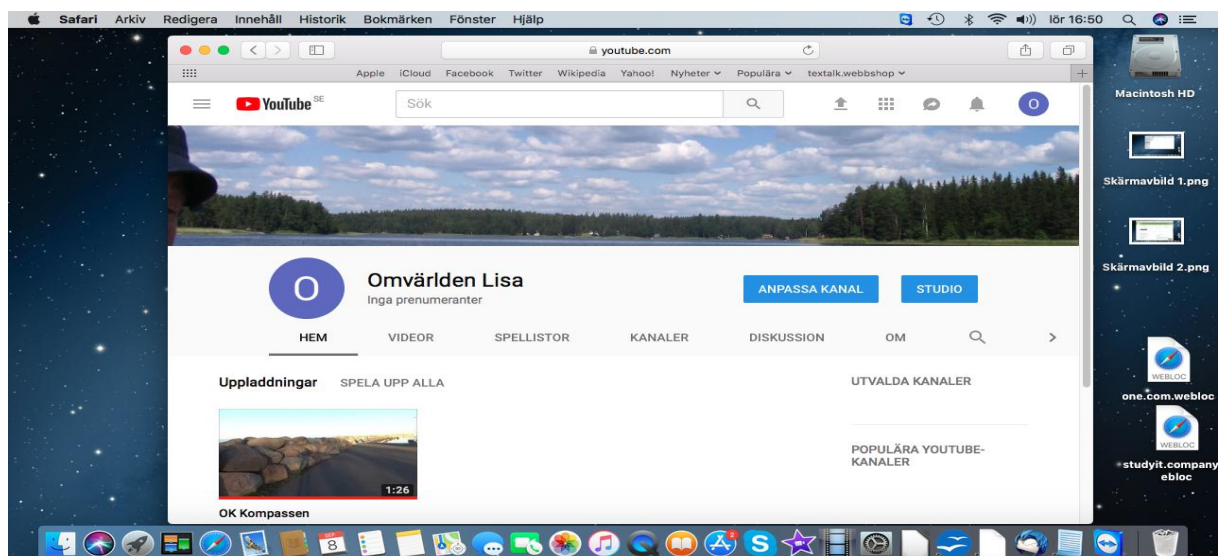 Safari Arkiv Redigera Innehåll Historik Bokmärken Fönster Hjälp lör 16:50
youtube.com
Apple iCloud Facebook Twitter Wikipedia Yahoo! Nyheter Populära textalk.webbshop
YouTube SE Sök O
Macintosh HD
Skärmavbild 1.png
Skärmavbild 2.png
O
Omvärlden Lisa
Inga prenumeranter
ANPASSA KANAL STUDIO
HEM VIDEOR SPELLISTOR KANALER DISKUSSION OM
Uppladdningar SPELA UPP ALLA
UTVALDA KANALER
1:26
OK Kompassen
POPULÄRA YOUTUBE-
KANALER
WEBLOC
one.com.webloc
WEBLOC
studyit.company
ebloc
8